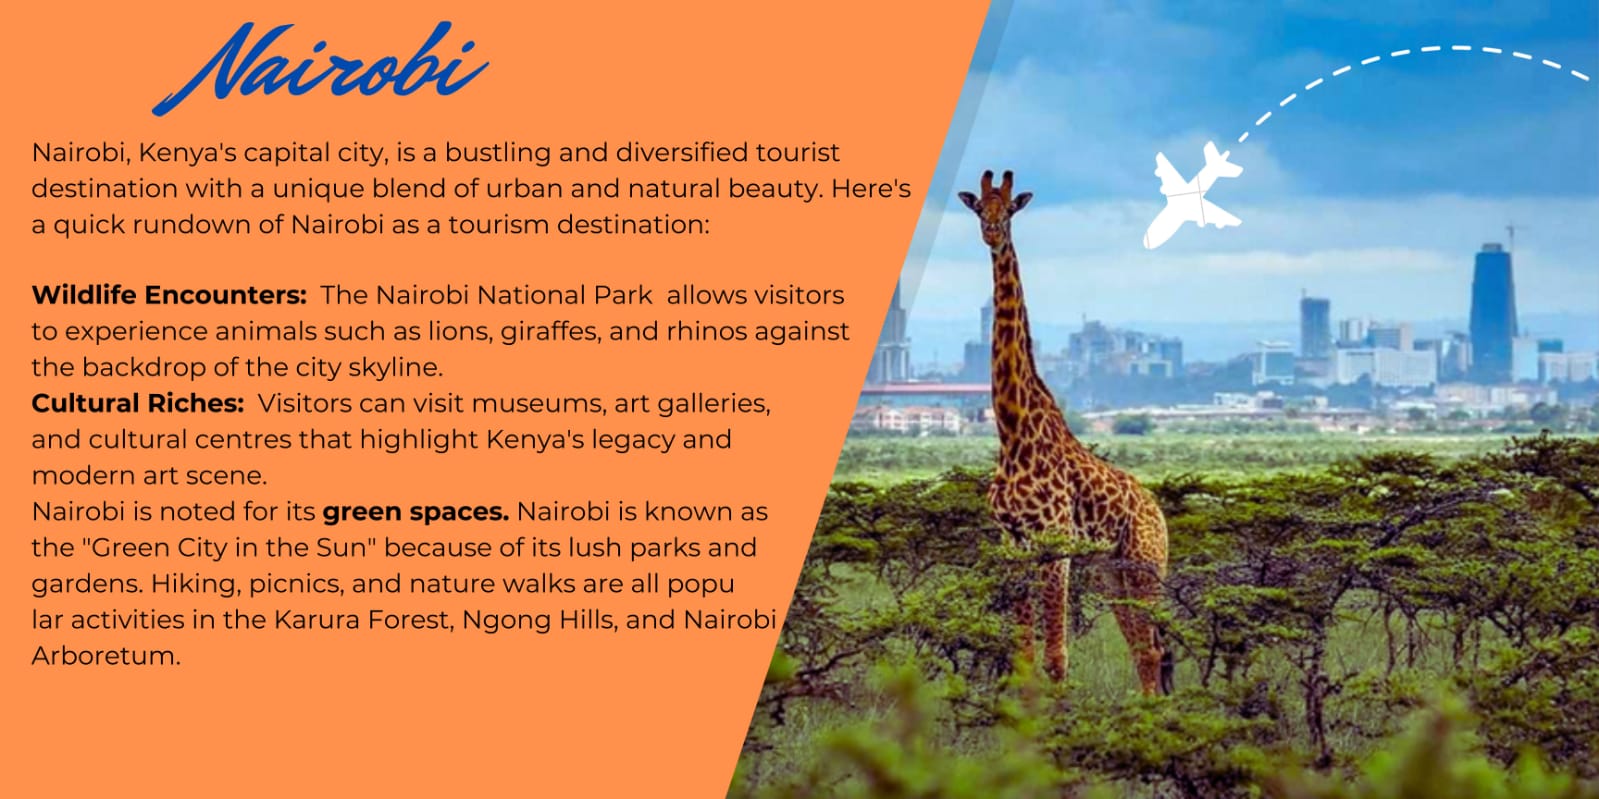 Nairobi
Nairobi, Kenya's capital city, is a bustling and diversified tourist
destination with a unique blend of urban and natural beauty. Here's
a quick rundown of Nairobi as a tourism destination:
Wildlife Encounters:  The Nairobi National Park  allows visitors
to experience animals such as lions, giraffes, and rhinos against
the backdrop of the city skyline.
Cultural Riches:  Visitors can visit museums, art galleries,
and cultural centres that highlight Kenya's legacy and
modern art scene.
Nairobi is noted for its green spaces. Nairobi is known as
the "Green City in the Sun" because of its lush parks and
gardens. Hiking, picnics, and nature walks are all popu
lar activities in the Karura Forest, Ngong Hills, and Nairobi
Arboretum.